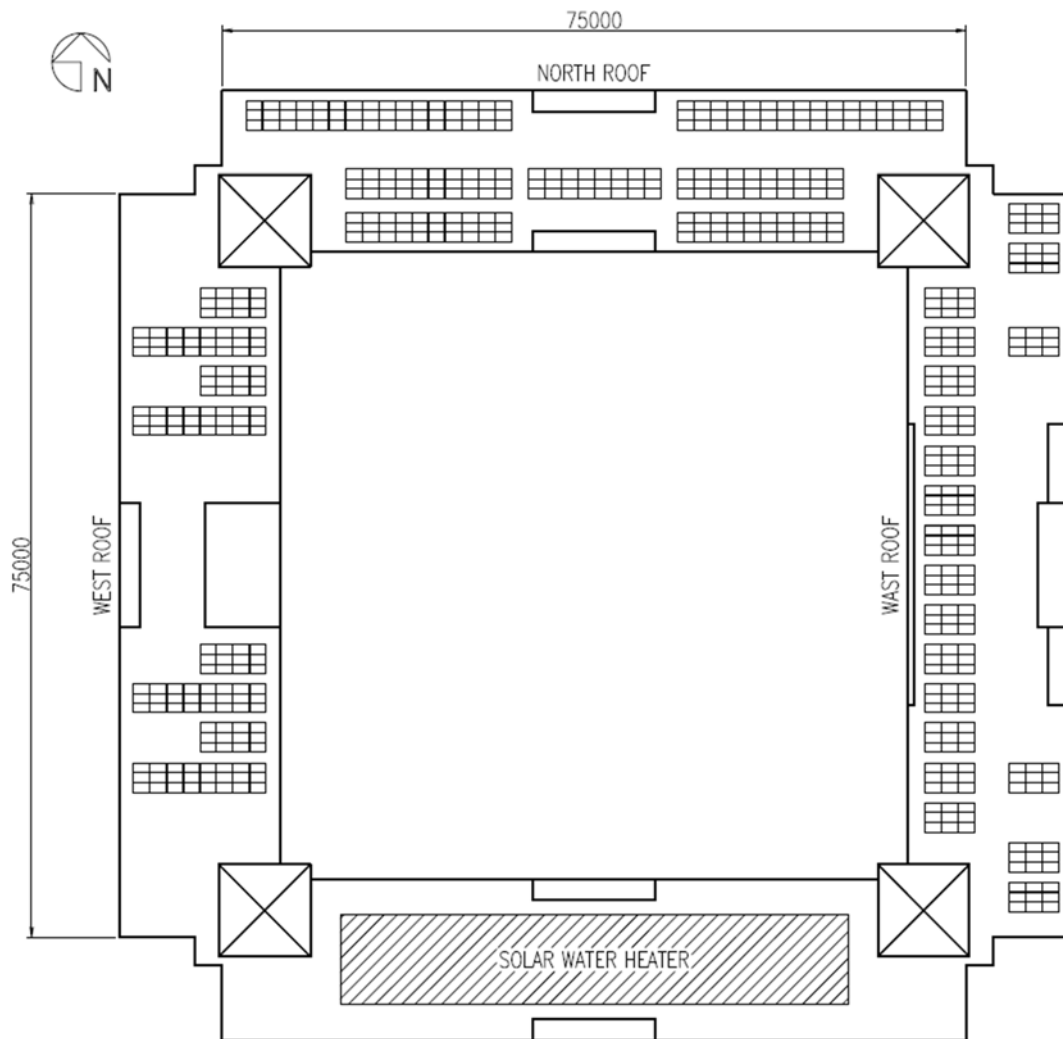 75000
NORTH ROOF
N
75000
WEST ROOF
WAST ROOF
SOLAR WATER HEATER